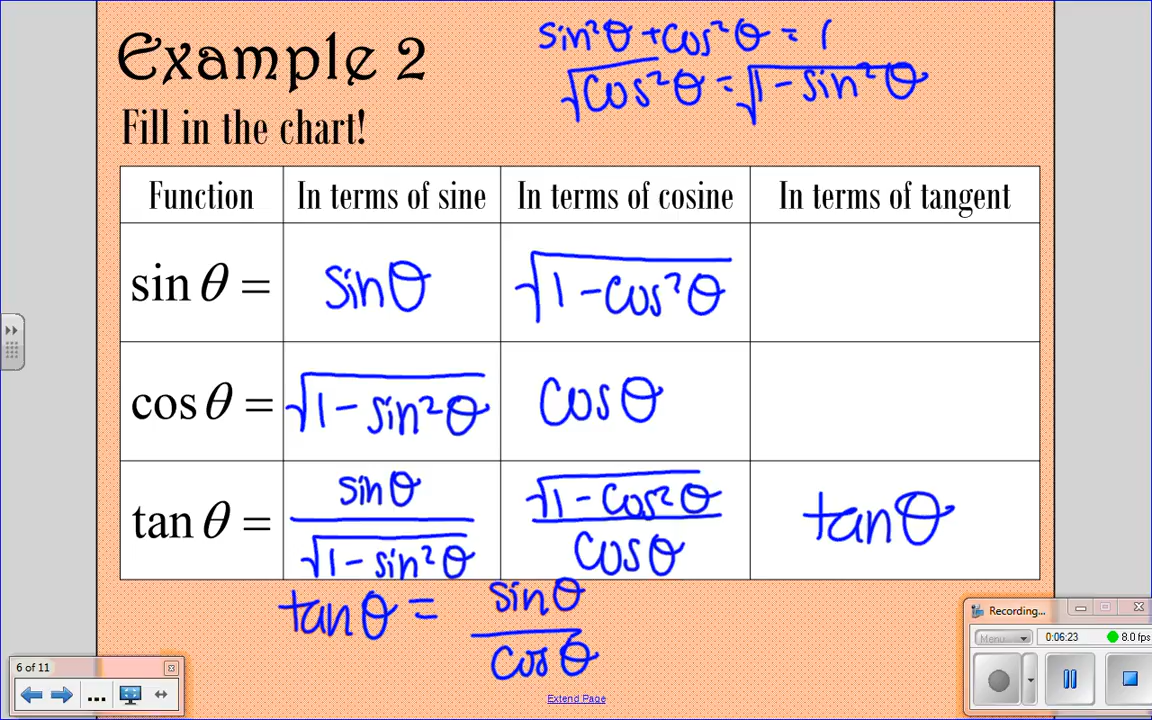 Example 2
sin²θ + cos²θ = 1
√cos²θ = √1 - sin²θ
Fill in the chart!
Function In terms of sine In terms of cosine In terms of tangent
sin θ = sinθ √1 - cos²θ
cos θ = √1 - sin²θ cosθ
tan θ = sinθ / √1 - sin²θ √1 - cos²θ / cosθ tanθ
tanθ = sinθ / cosθ
Recording...
Menu 0:06:23 8.0 fps
6 of 11
...
Extend Page